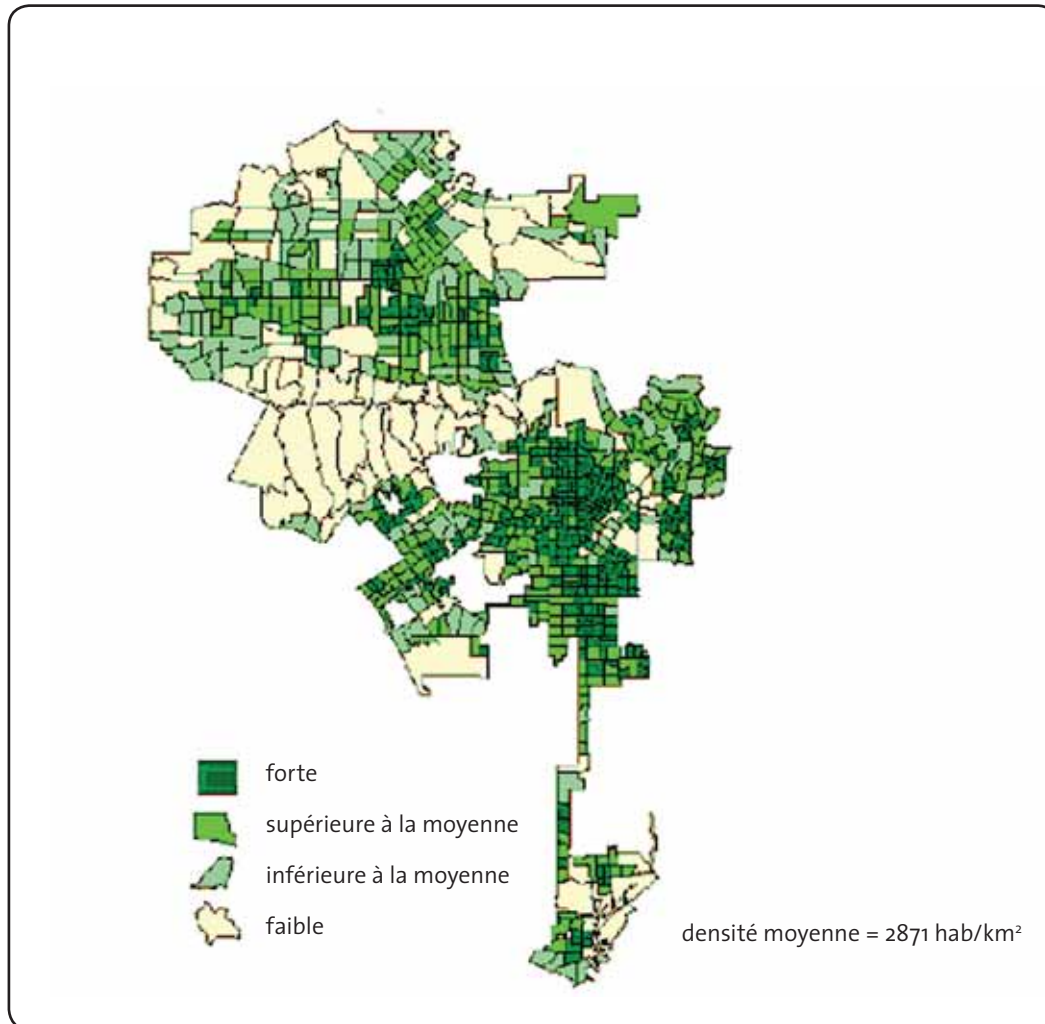 forte
supérieure à la moyenne
inférieure à la moyenne
faible
densité moyenne = 2871 hab/km²